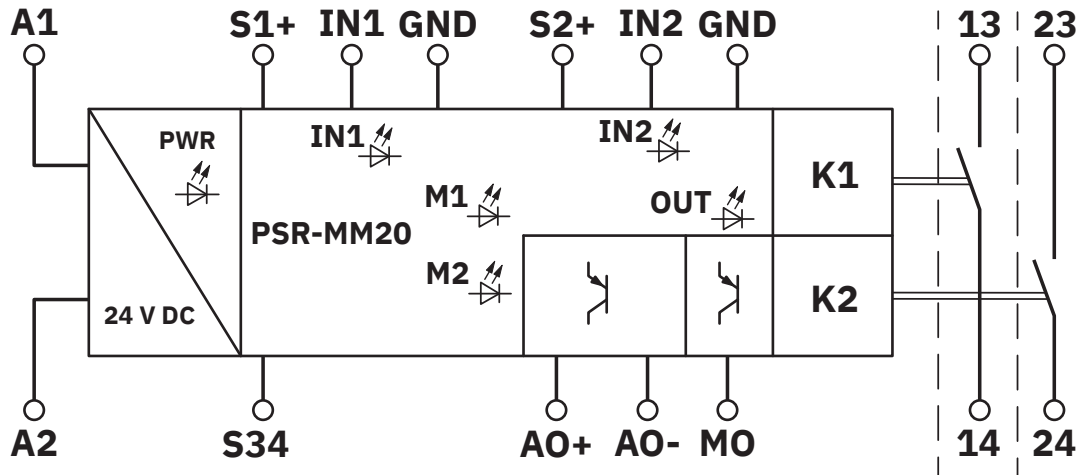 A1 S1+ IN1 GND S2+ IN2 GND 13 23
PWR IN1 IN2
M1 OUT K1
PSR-MM20
M2
24 V DC K2
A2 S34 AO+ AO- MO 14 24